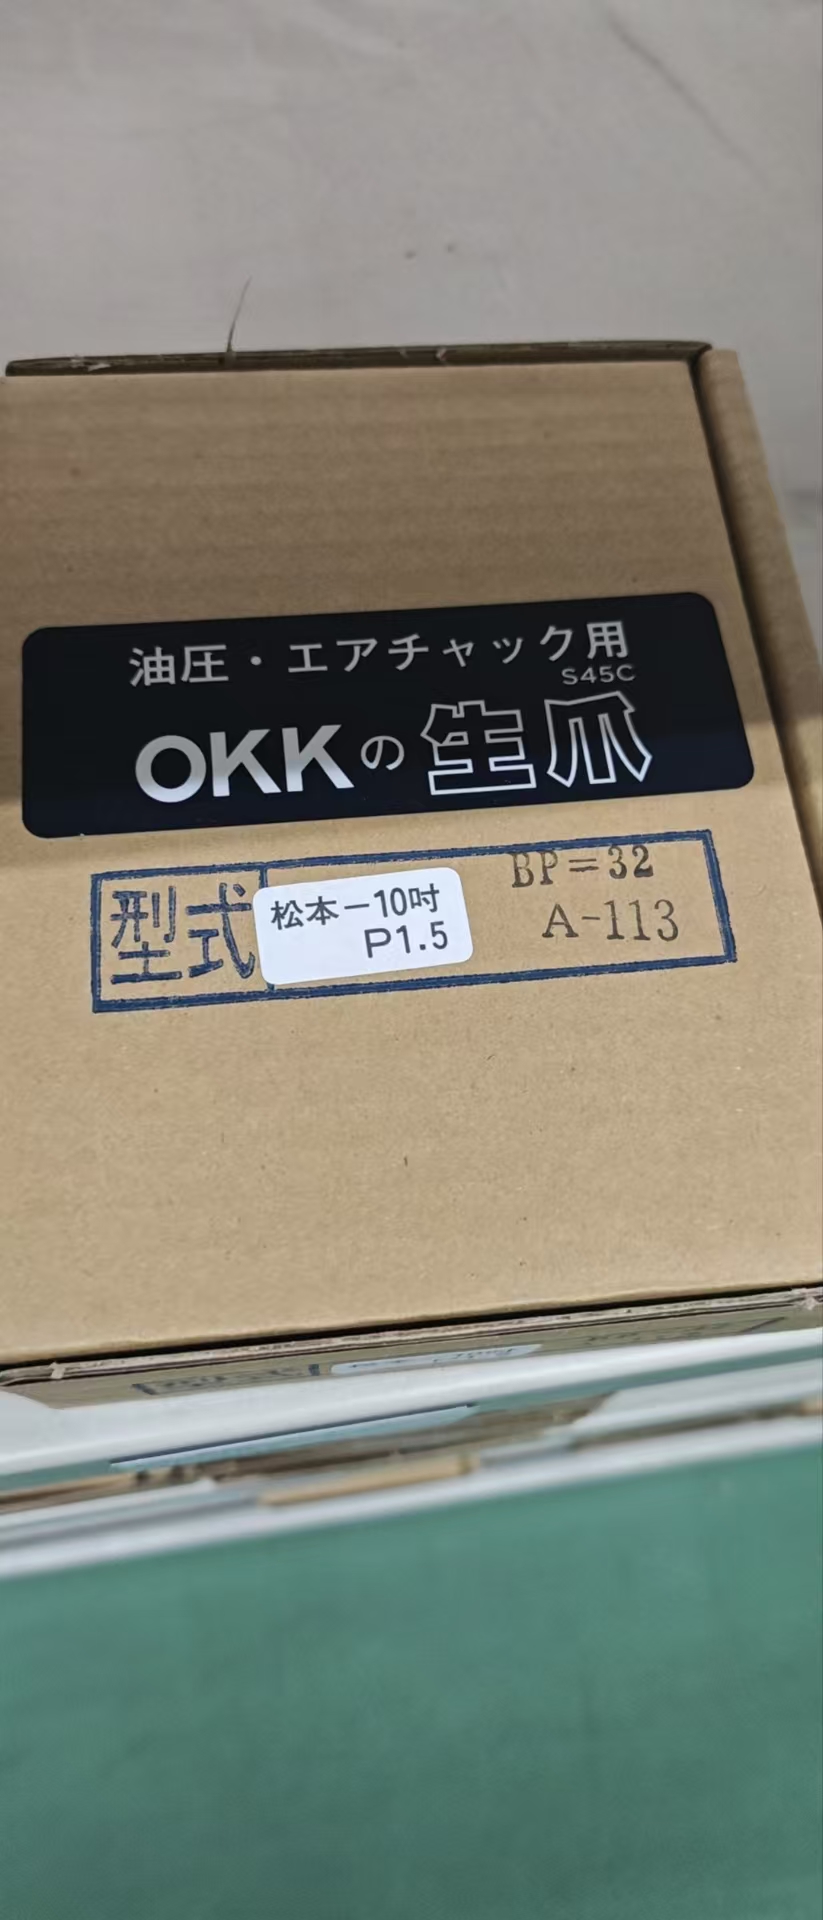 油圧・エアチャック用
S45C
OKKの生爪
型式
松本-10吋
P1.5
BP=32
A-113